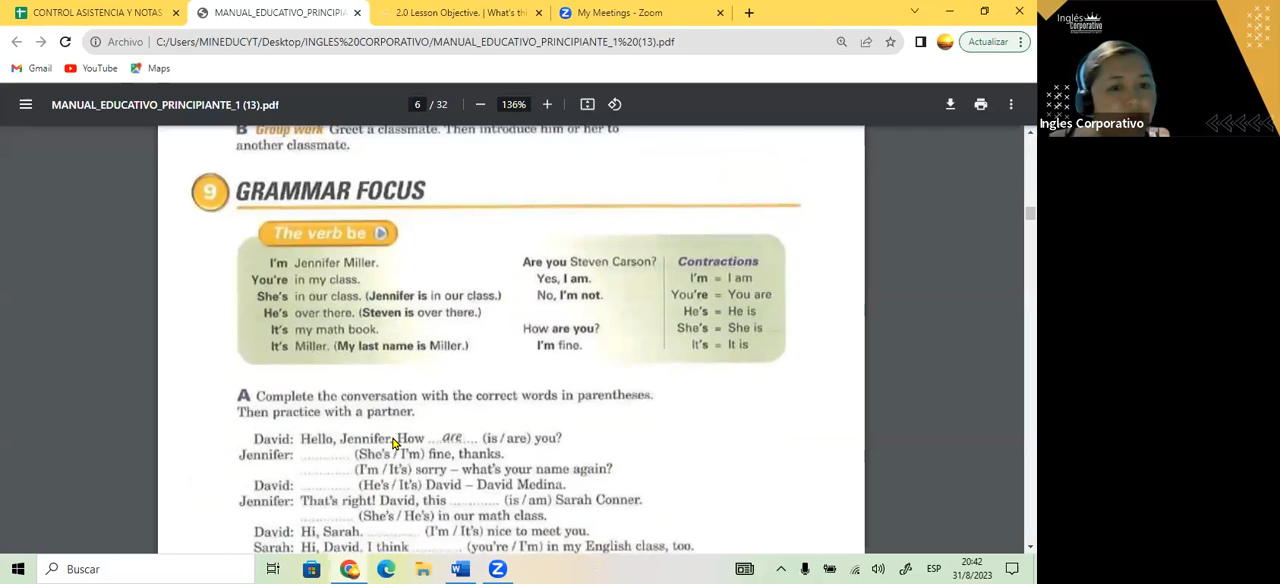 CONTROL ASISTENCIA Y NOTAS
MANUAL_EDUCATIVO_PRINCIPIA
2.0 Lesson Objective. | What's thi
My Meetings - Zoom
Archivo
C:/Users/MINEDUCYT/Desktop/INGLES%20CORPORATIVO/MANUAL_EDUCATIVO_PRINCIPIANTE_1%20(13).pdf
Actualizar
Gmail
YouTube
Maps
MANUAL_EDUCATIVO_PRINCIPIANTE_1 (13).pdf
6 / 32
136%
Inglés
Corporativo
Ingles Corporativo
B Group work Greet a classmate. Then introduce him or her to
another classmate.
9 GRAMMAR FOCUS
The verb be
I'm Jennifer Miller.
You're in my class.
She's in our class. (Jennifer is in our class.)
He's over there. (Steven is over there.)
It's my math book.
It's Miller. (My last name is Miller.)
Are you Steven Carson?
Yes, I am.
No, I'm not.
How are you?
I'm fine.
Contractions
I'm = I am
You're = You are
He's = He is
She's = She is
It's = It is
A Complete the conversation with the correct words in parentheses.
Then practice with a partner.
David: Hello, Jennifer. How ....are.... (is / are) you?
Jennifer: ............ (She's / I'm) fine, thanks.
............ (I'm / It's) sorry – what's your name again?
David: ............ (He's / It's) David – David Medina.
Jennifer: That's right! David, this ............ (is / am) Sarah Conner.
............ (She's / He's) in our math class.
David: Hi, Sarah. ............ (I'm / It's) nice to meet you.
Sarah: Hi, David. I think ............ (you're / I'm) in my English class, too.
Buscar
ESP
20:42
31/8/2023